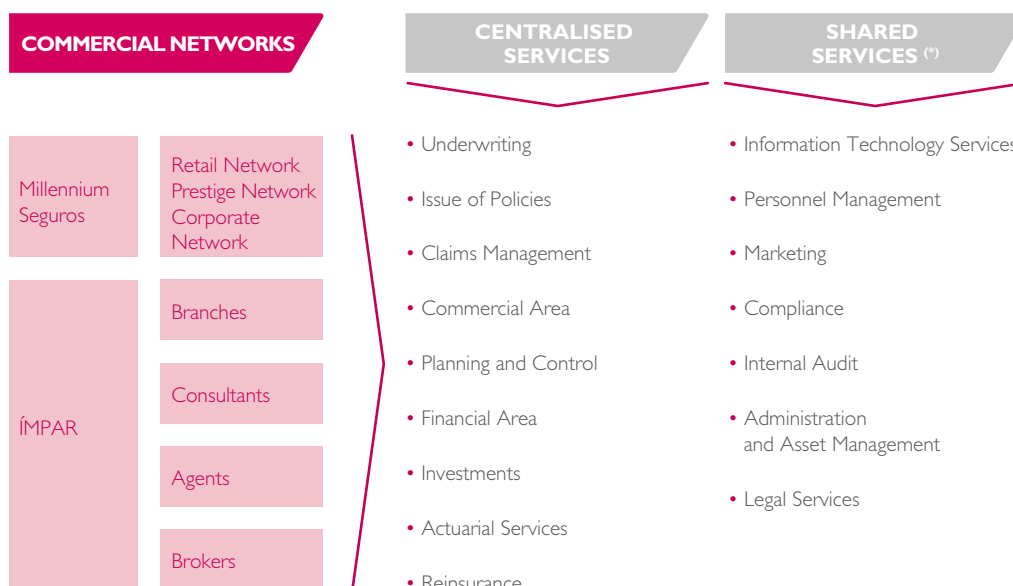 COMMERCIAL NETWORKS
Millennium
Seguros
Retail Network
Prestige Network
Corporate
Network
ÍMPAR
Branches
Consultants
Agents
Brokers
CENTRALISED
SERVICES
• Underwriting
• Issue of Policies
• Claims Management
• Commercial Area
• Planning and Control
• Financial Area
• Investments
• Actuarial Services
• Reinsurance
SHARED
SERVICES (*)
• Information Technology Services
• Personnel Management
• Marketing
• Compliance
• Internal Audit
• Administration
and Asset Management
• Legal Services